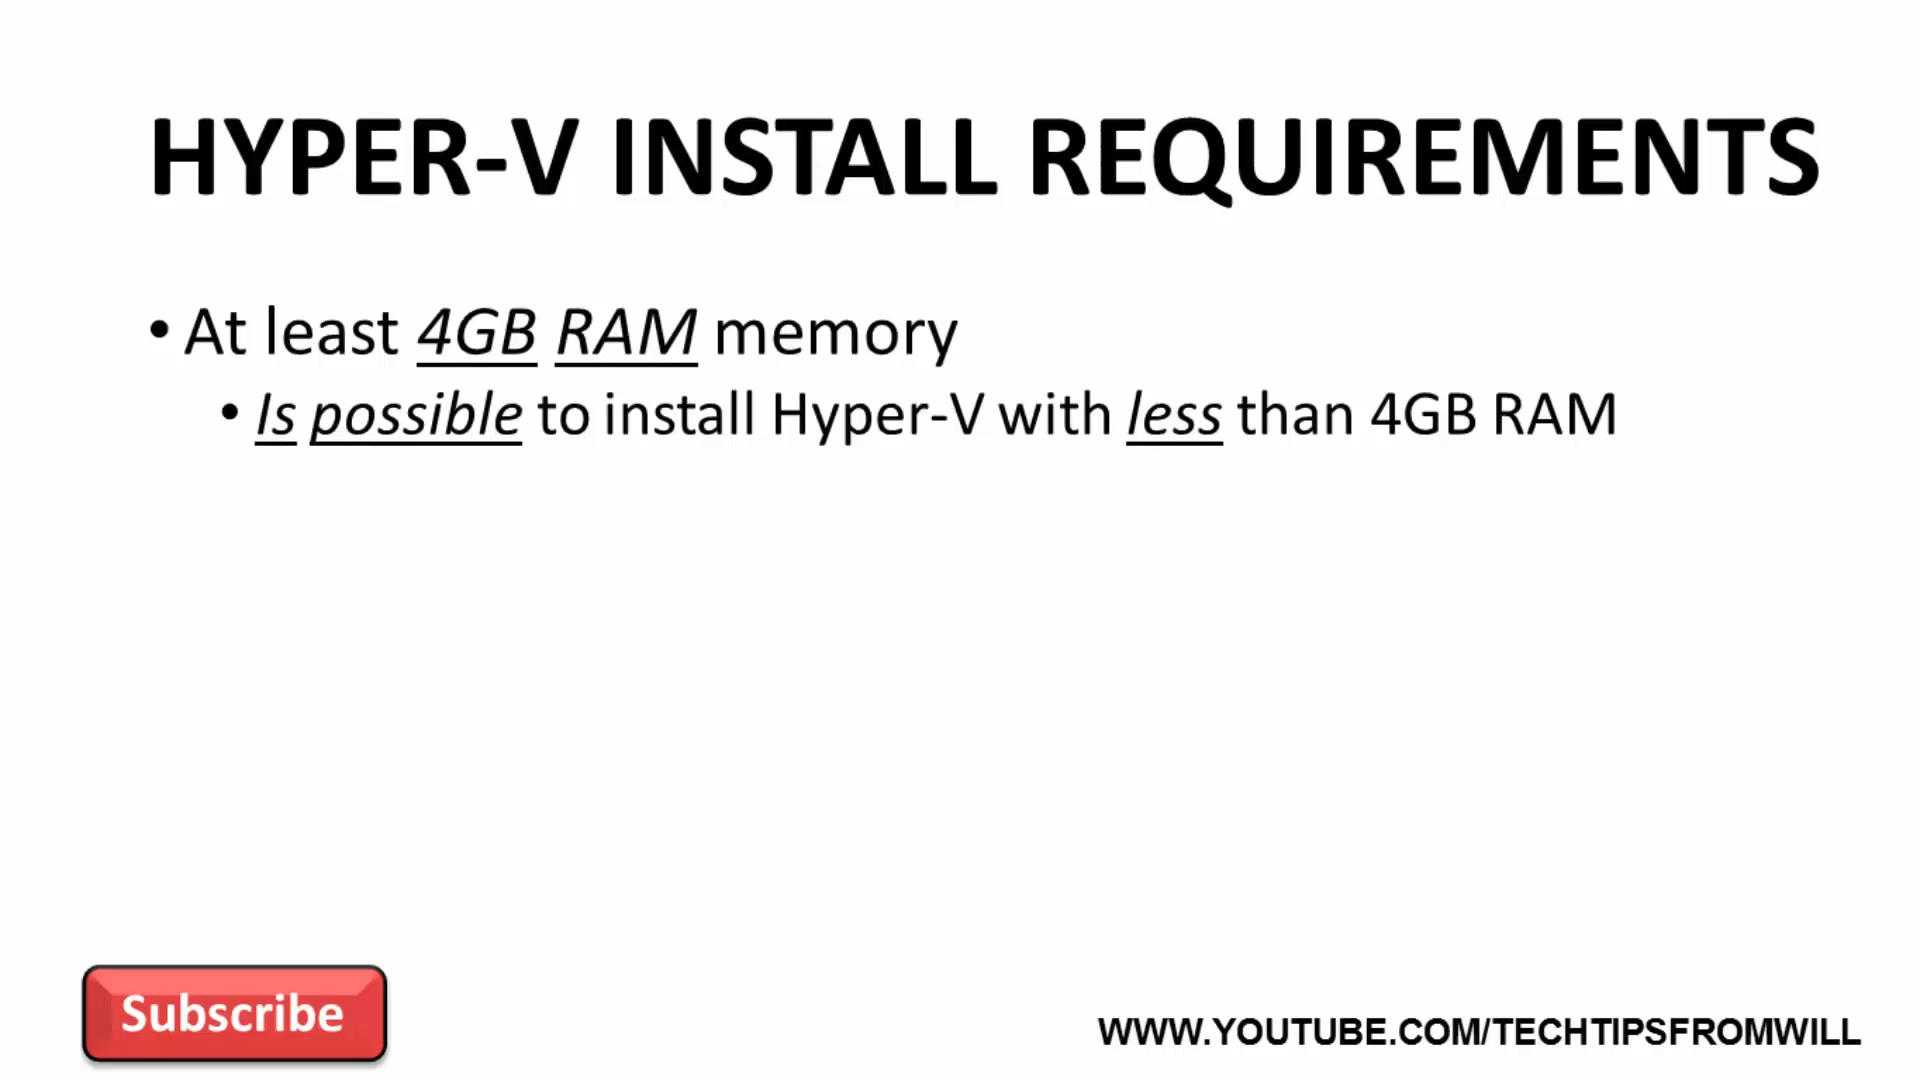 HYPER-V INSTALL REQUIREMENTS
• At least 4GB RAM memory
• Is possible to install Hyper-V with less than 4GB RAM
Subscribe
WWW.YOUTUBE.COM/TECHTIPSFROMWILL